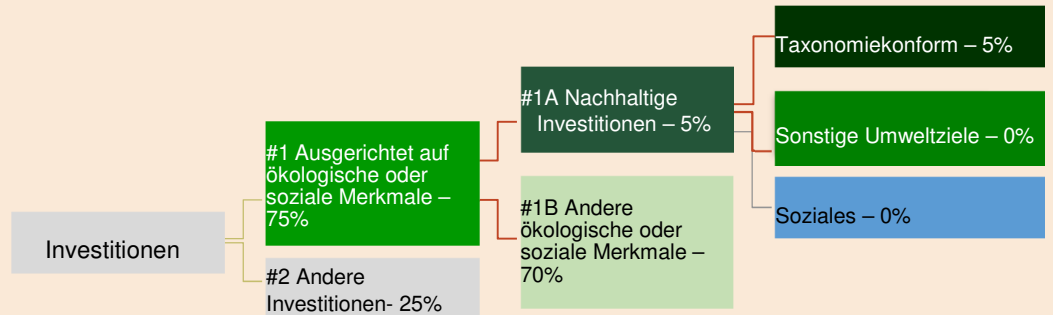 Investitionen
#1 Ausgerichtet auf
ökologische oder
soziale Merkmale –
75%
#2 Andere
Investitionen- 25%
#1A Nachhaltige
Investitionen – 5%
#1B Andere
ökologische oder
soziale Merkmale –
70%
Taxonomiekonform – 5%
Sonstige Umweltziele – 0%
Soziales – 0%